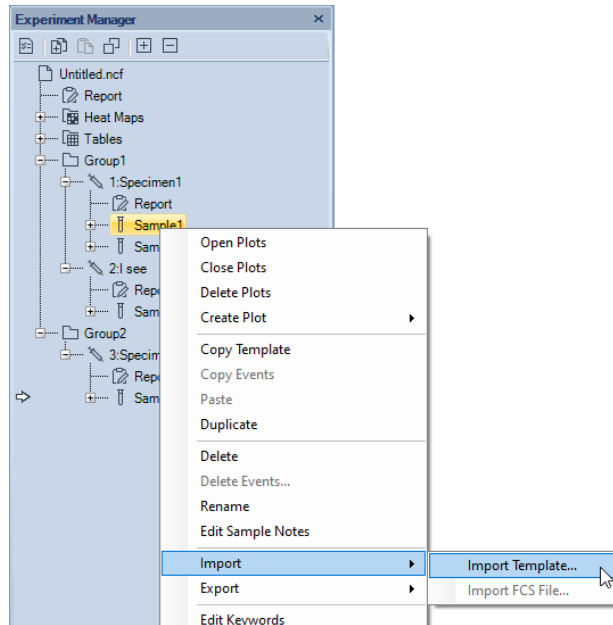 Experiment Manager
Untitled.ncf
Report
Heat Maps
Tables
Group1
1:Specimen1
Report
Sample1
Sam
2:I see
Repo
Sam
Group2
3:Specim
Repo
Sam
Open Plots
Close Plots
Delete Plots
Create Plot
Copy Template
Copy Events
Paste
Duplicate
Delete
Delete Events...
Rename
Edit Sample Notes
Import
Export
Edit Keywords
Import Template...
Import FCS File...